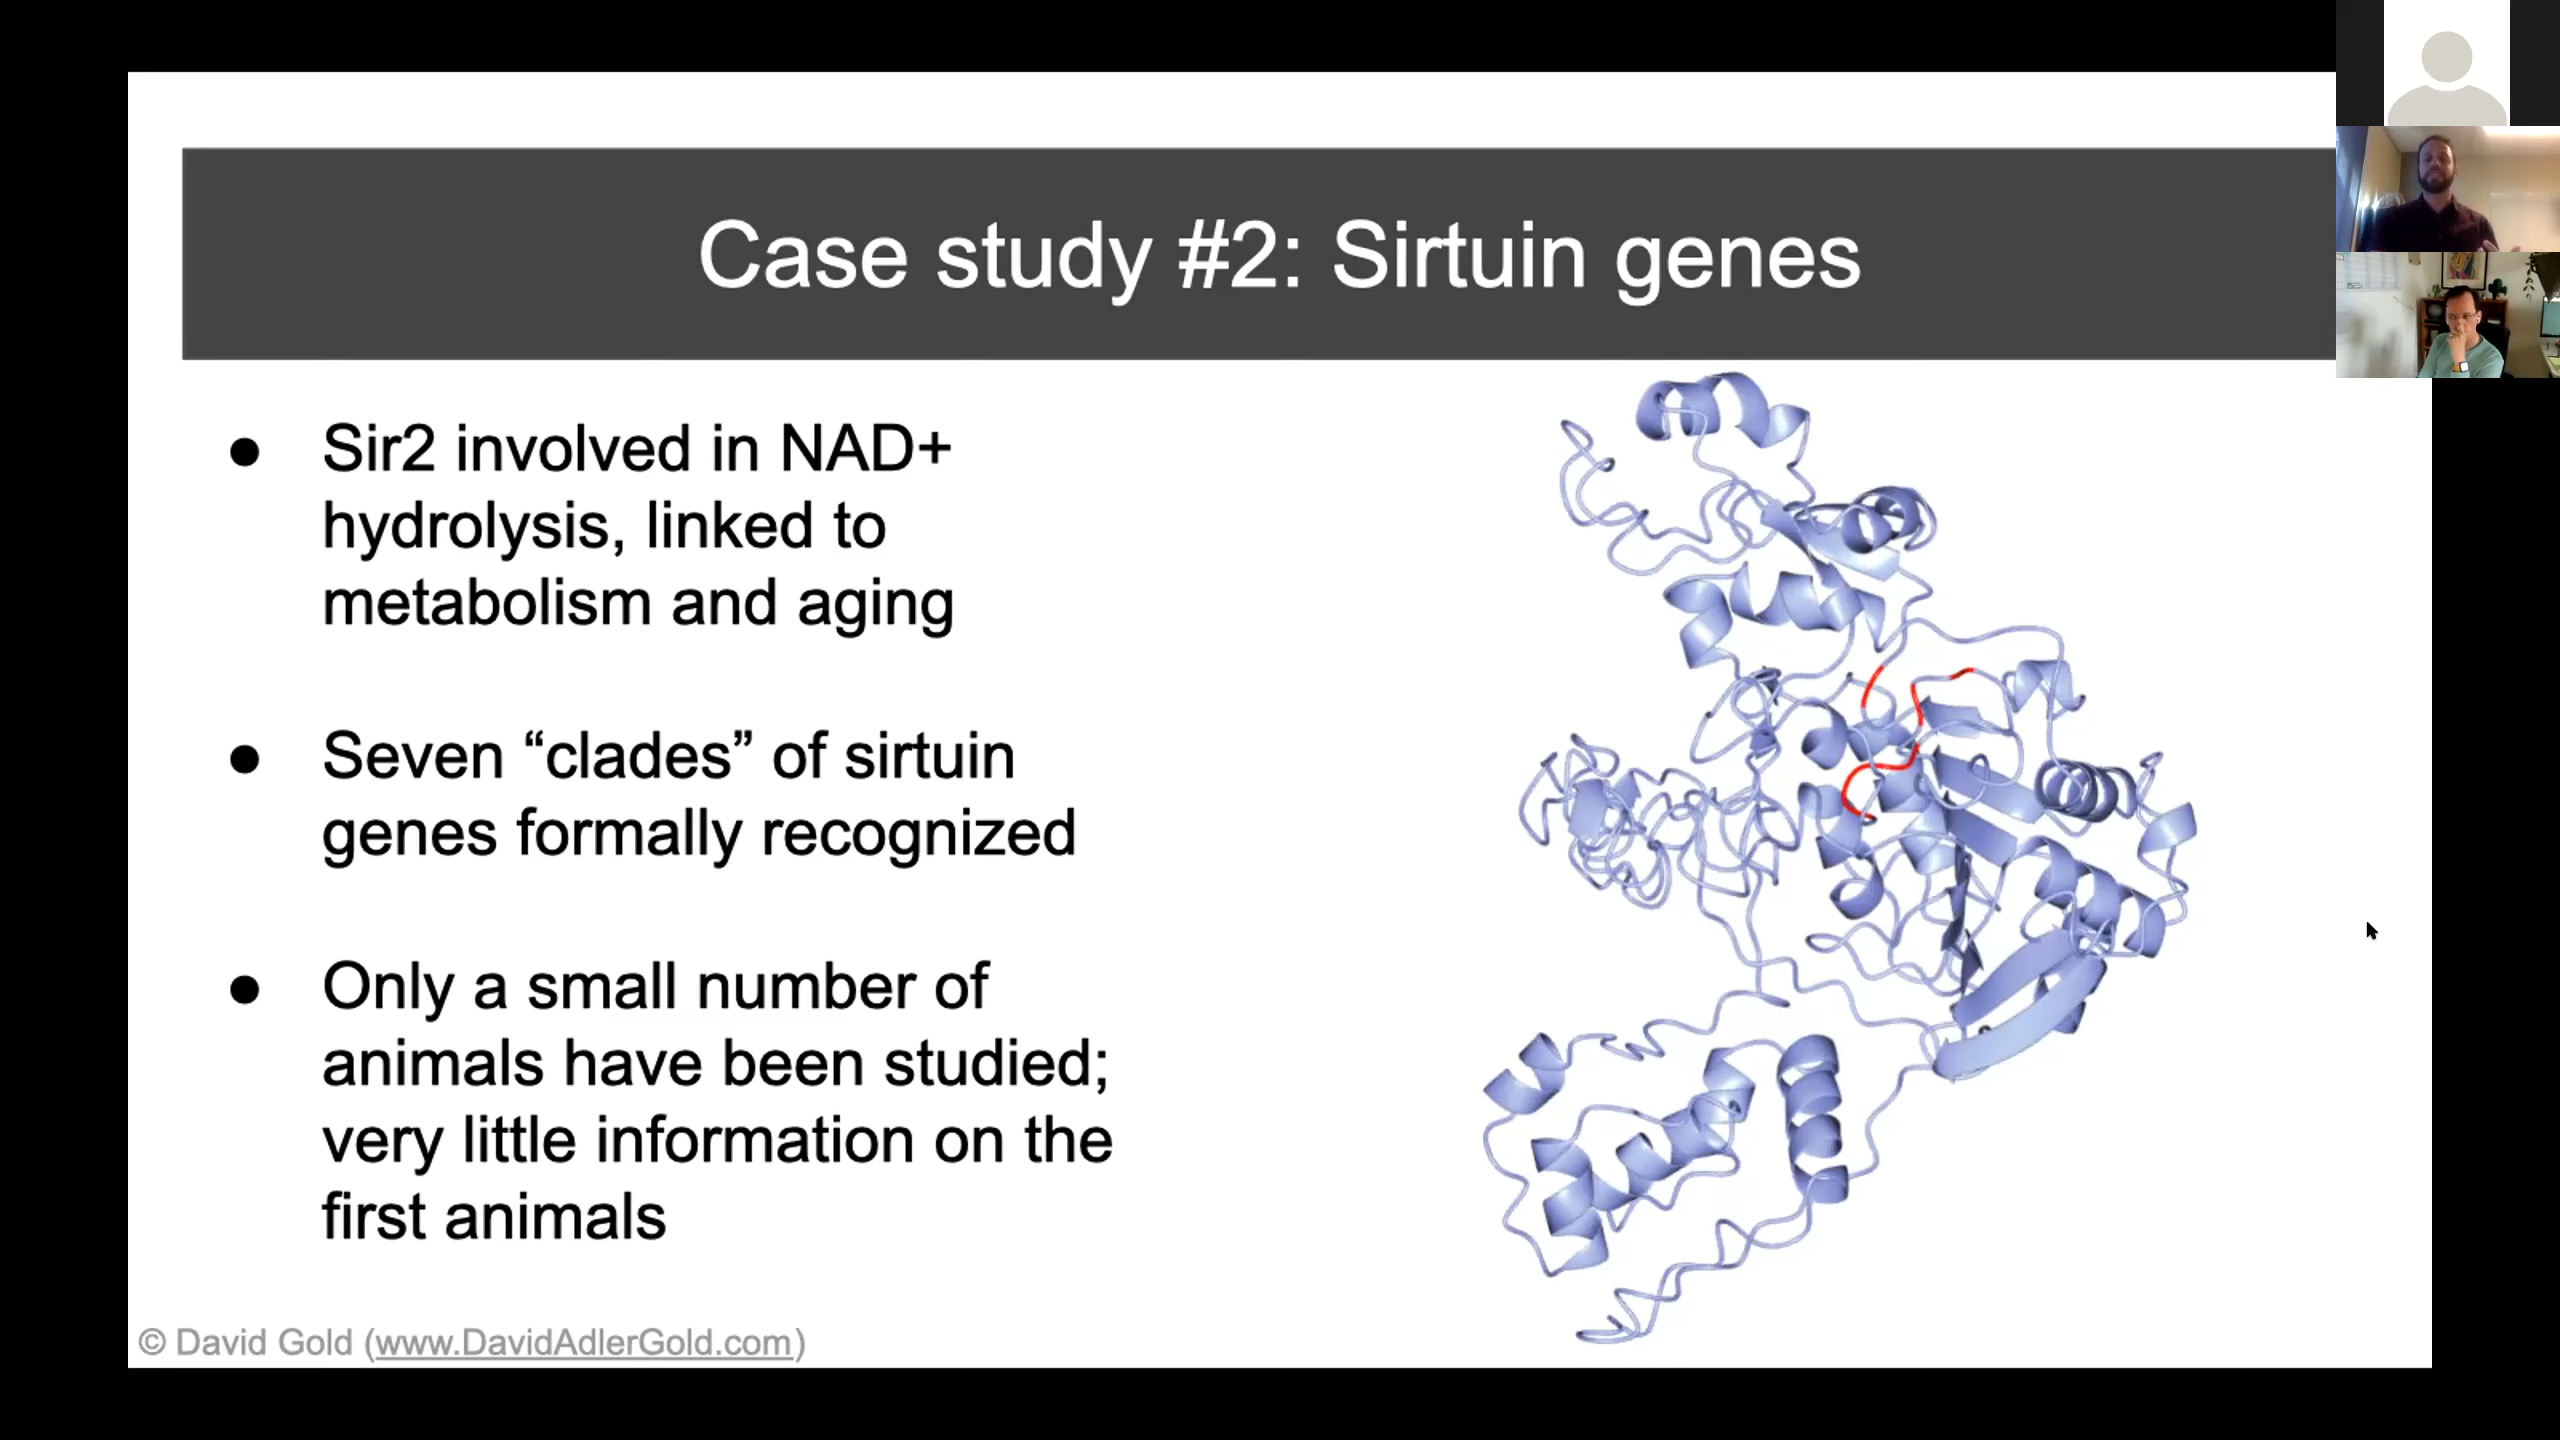 Case study #2: Sirtuin genes
● Sir2 involved in NAD+
hydrolysis, linked to
metabolism and aging
● Seven “clades” of sirtuin
genes formally recognized
● Only a small number of
animals have been studied;
very little information on the
first animals
© David Gold (www.DavidAdlerGold.com)